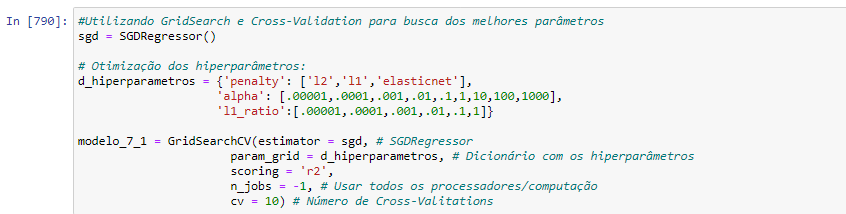 In [790]: #Utilizando GridSearch e Cross-Validation para busca dos melhores parâmetros
sgd = SGDRegressor()
# Otimização dos hiperparâmetros:
d_hiperparametros = {'penalty': ['l2','l1','elasticnet'],
'alpha': [.00001,.0001,.001,.01,.1,1,10,100,1000],
'l1_ratio':[.00001,.0001,.001,.01,.1,1]}
modelo_7_1 = GridSearchCV(estimator = sgd, # SGDRegressor
param_grid = d_hiperparametros, # Dicionário com os hiperparâmetros
scoring = 'r2',
n_jobs = -1, # Usar todos os processadores/computação
cv = 10) # Número de Cross-Valitations